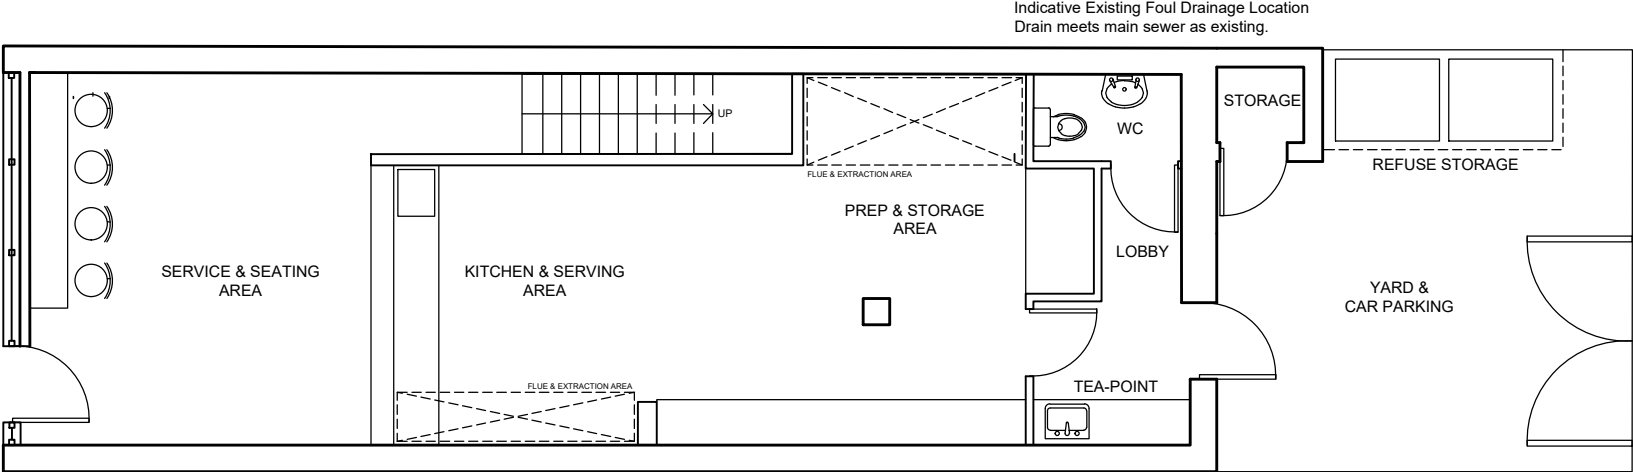 Indicative Existing Foul Drainage Location
Drain meets main sewer as existing.
STORAGE
UP
WC
REFUSE STORAGE
FLUE & EXTRACTION AREA
PREP & STORAGE
AREA
LOBBY
SERVICE & SEATING
AREA
KITCHEN & SERVING
AREA
YARD &
CAR PARKING
FLUE & EXTRACTION AREA
TEA-POINT